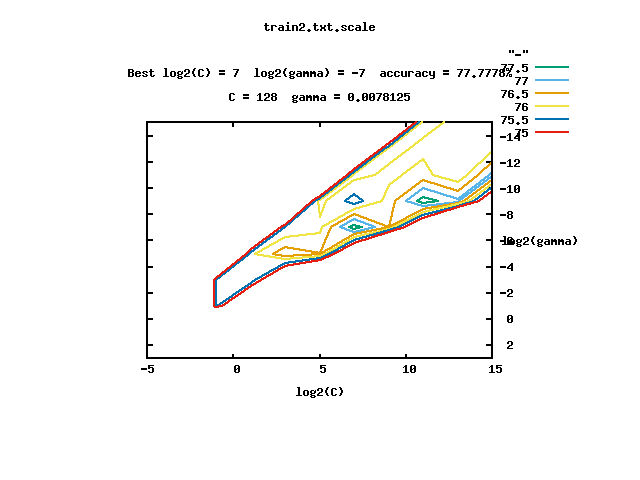 train2.txt.scale
"-"
Best log2(C) = 7 log2(gamma) = -7 accuracy = 77.7778%
77.5
77
C = 128 gamma = 0.0078125
76.5
76
75.5
75
-14
-12
-10
-8
-6
log2(gamma)
-4
-2
0
2
-5 0 5 10 15
log2(C)